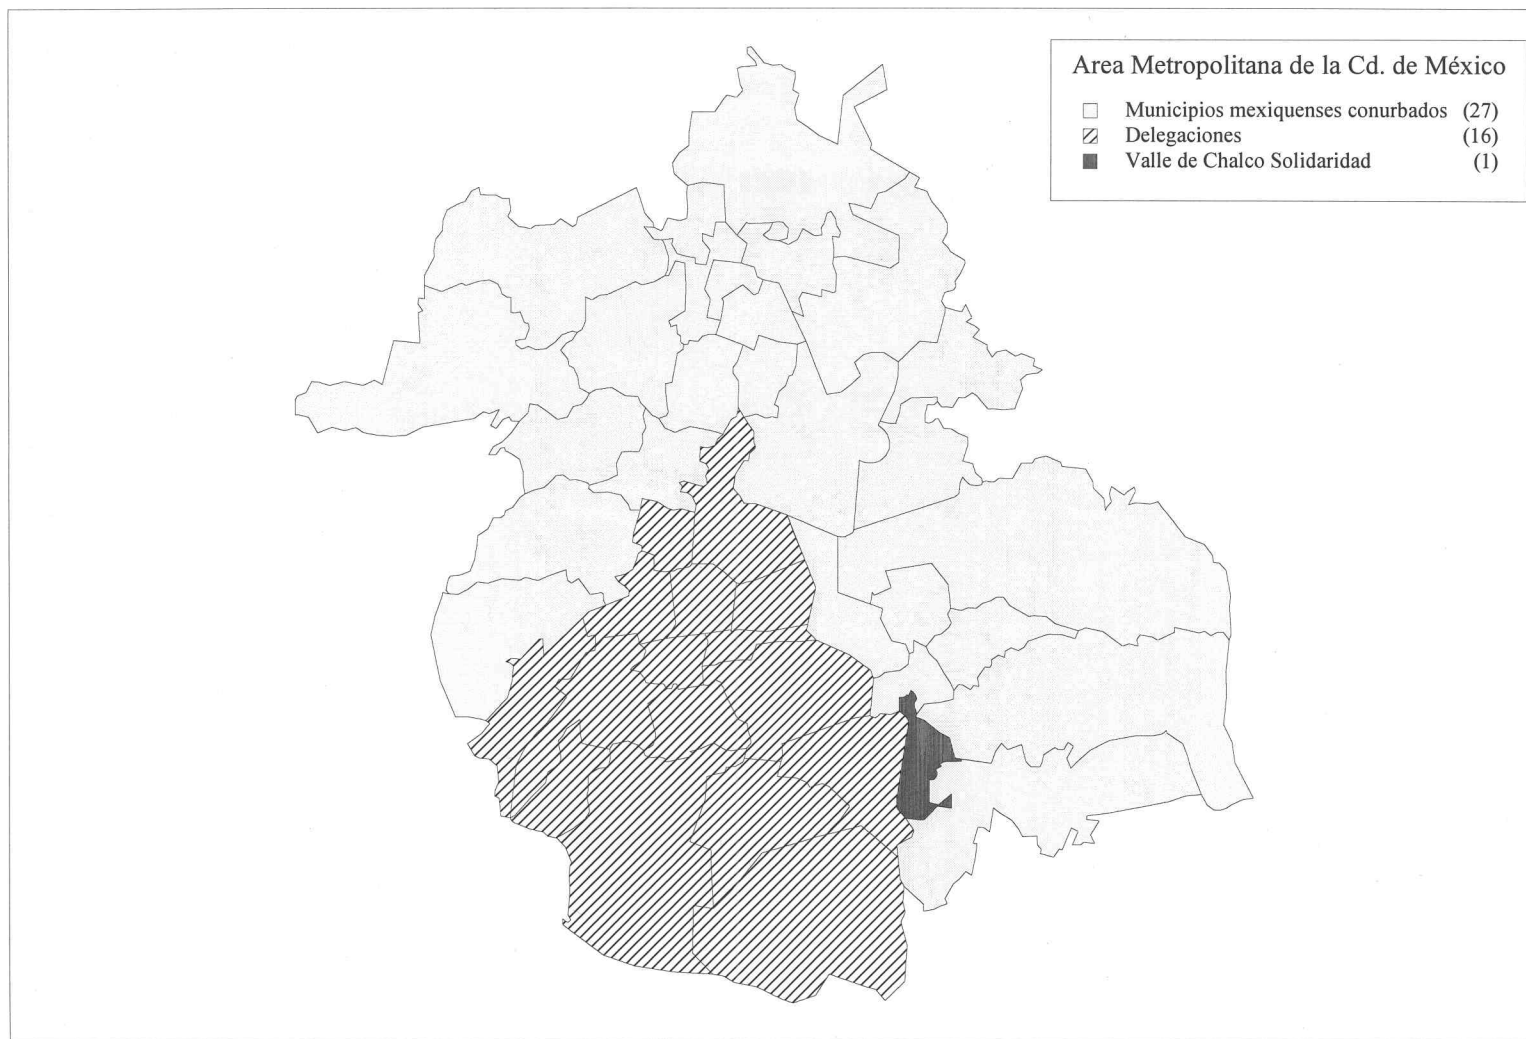 Area Metropolitana de la Cd. de México
Municipios mexiquenses conurbados (27)
Delegaciones (16)
Valle de Chalco Solidaridad (1)